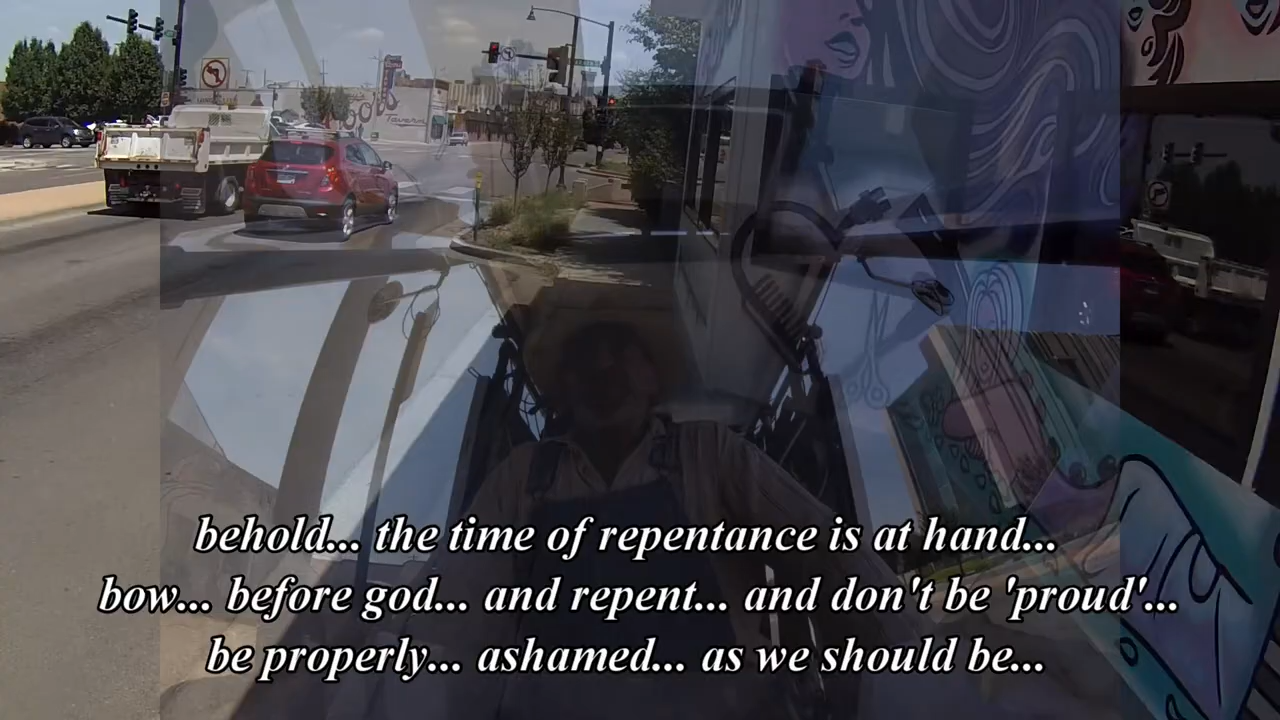 Tavern
behold... the time of repentance is at hand...
bow... before god... and repent... and don't be 'proud'...
be properly... ashamed... as we should be...